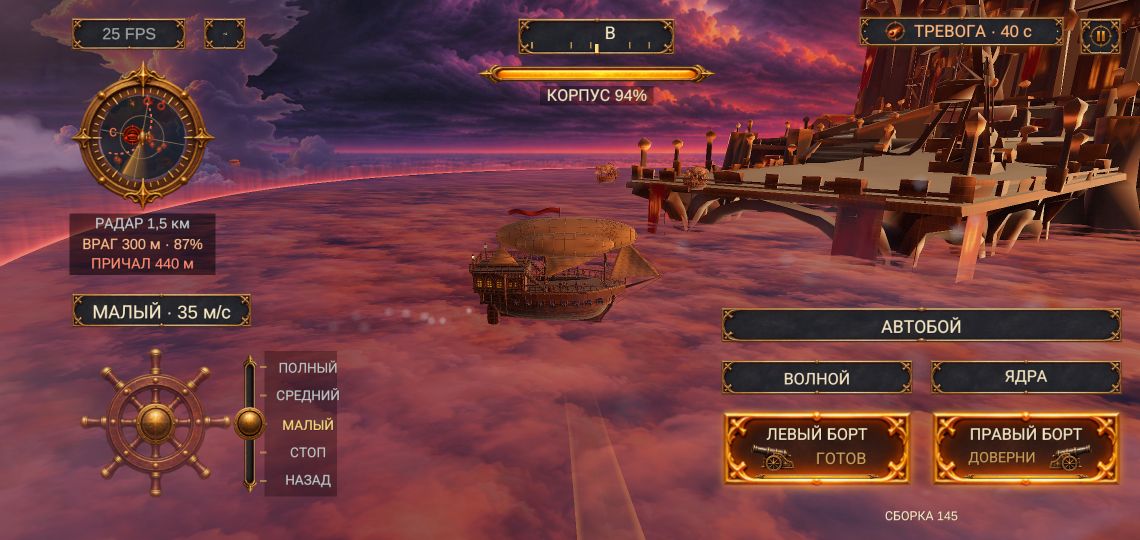 25 FPS
В
КОРПУС 94%
ТРЕВОГА · 40 с
С
РАДАР 1,5 км
ВРАГ 300 м · 87%
ПРИЧАЛ 440 м
МАЛЫЙ · 35 м/с
ПОЛНЫЙ
СРЕДНИЙ
МАЛЫЙ
СТОП
НАЗАД
АВТОБОЙ
ВОЛНОЙ
ЯДРА
ЛЕВЫЙ БОРТ
ГОТОВ
ПРАВЫЙ БОРТ
ДОВЕРНИ
СБОРКА 145